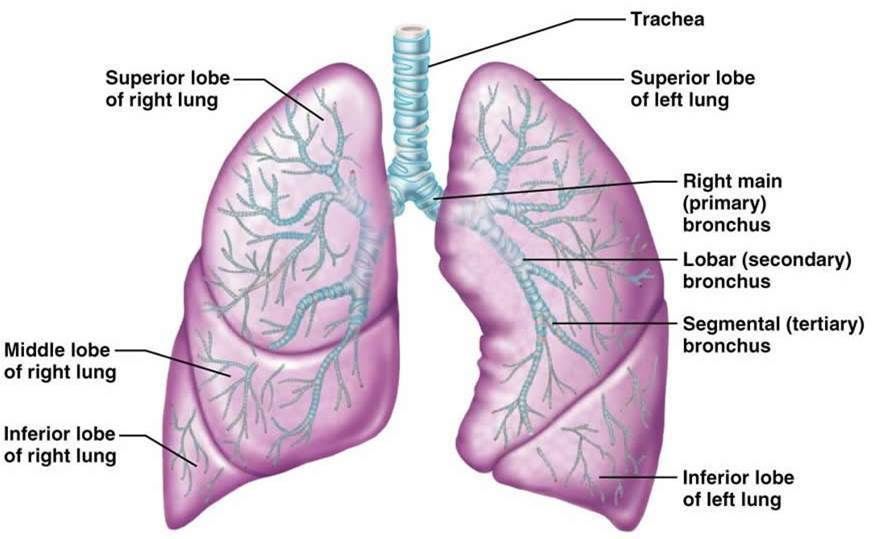 Trachea
Superior lobe
of right lung
Superior lobe
of left lung
Right main
(primary)
bronchus
Lobar (secondary)
bronchus
Segmental (tertiary)
bronchus
Middle lobe
of right lung
Inferior lobe
of right lung
Inferior lobe
of left lung